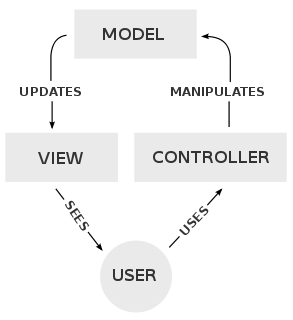 MODEL
UPDATES
MANIPULATES
VIEW
CONTROLLER
SEES
USES
USER